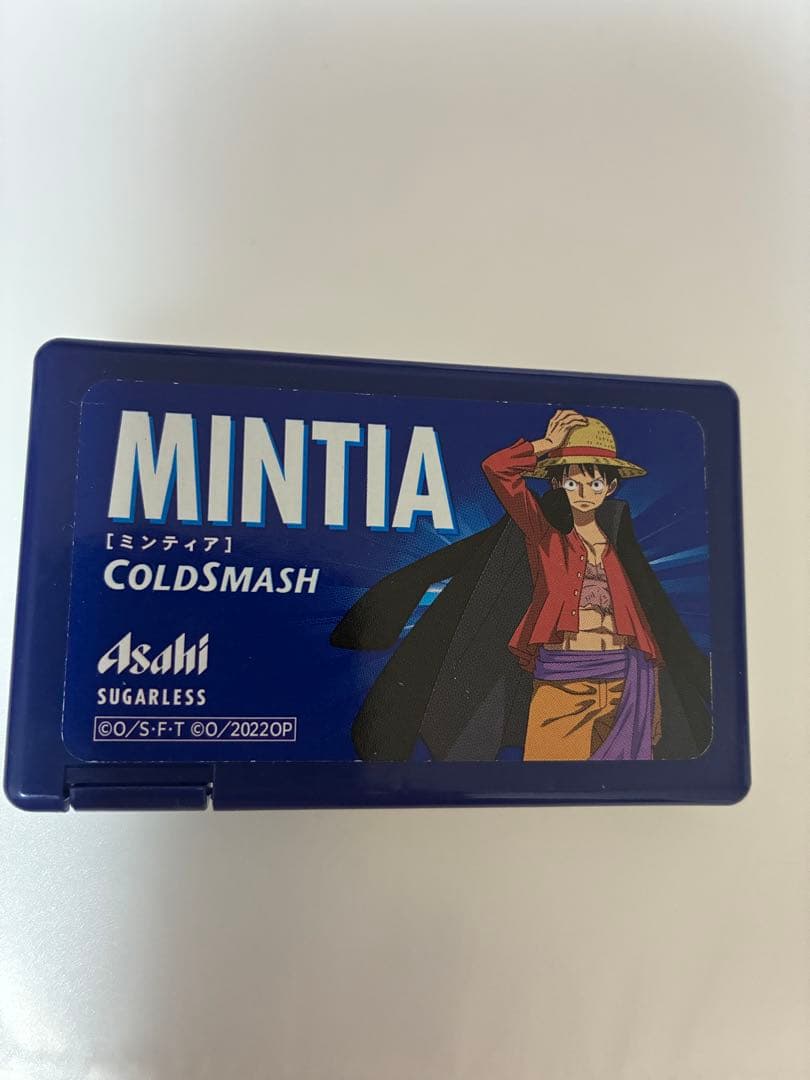 MINTIA
[ミンティア]
COLDSMASH
Asahi
SUGARLESS
©O/S·F·T ©O/2022OP